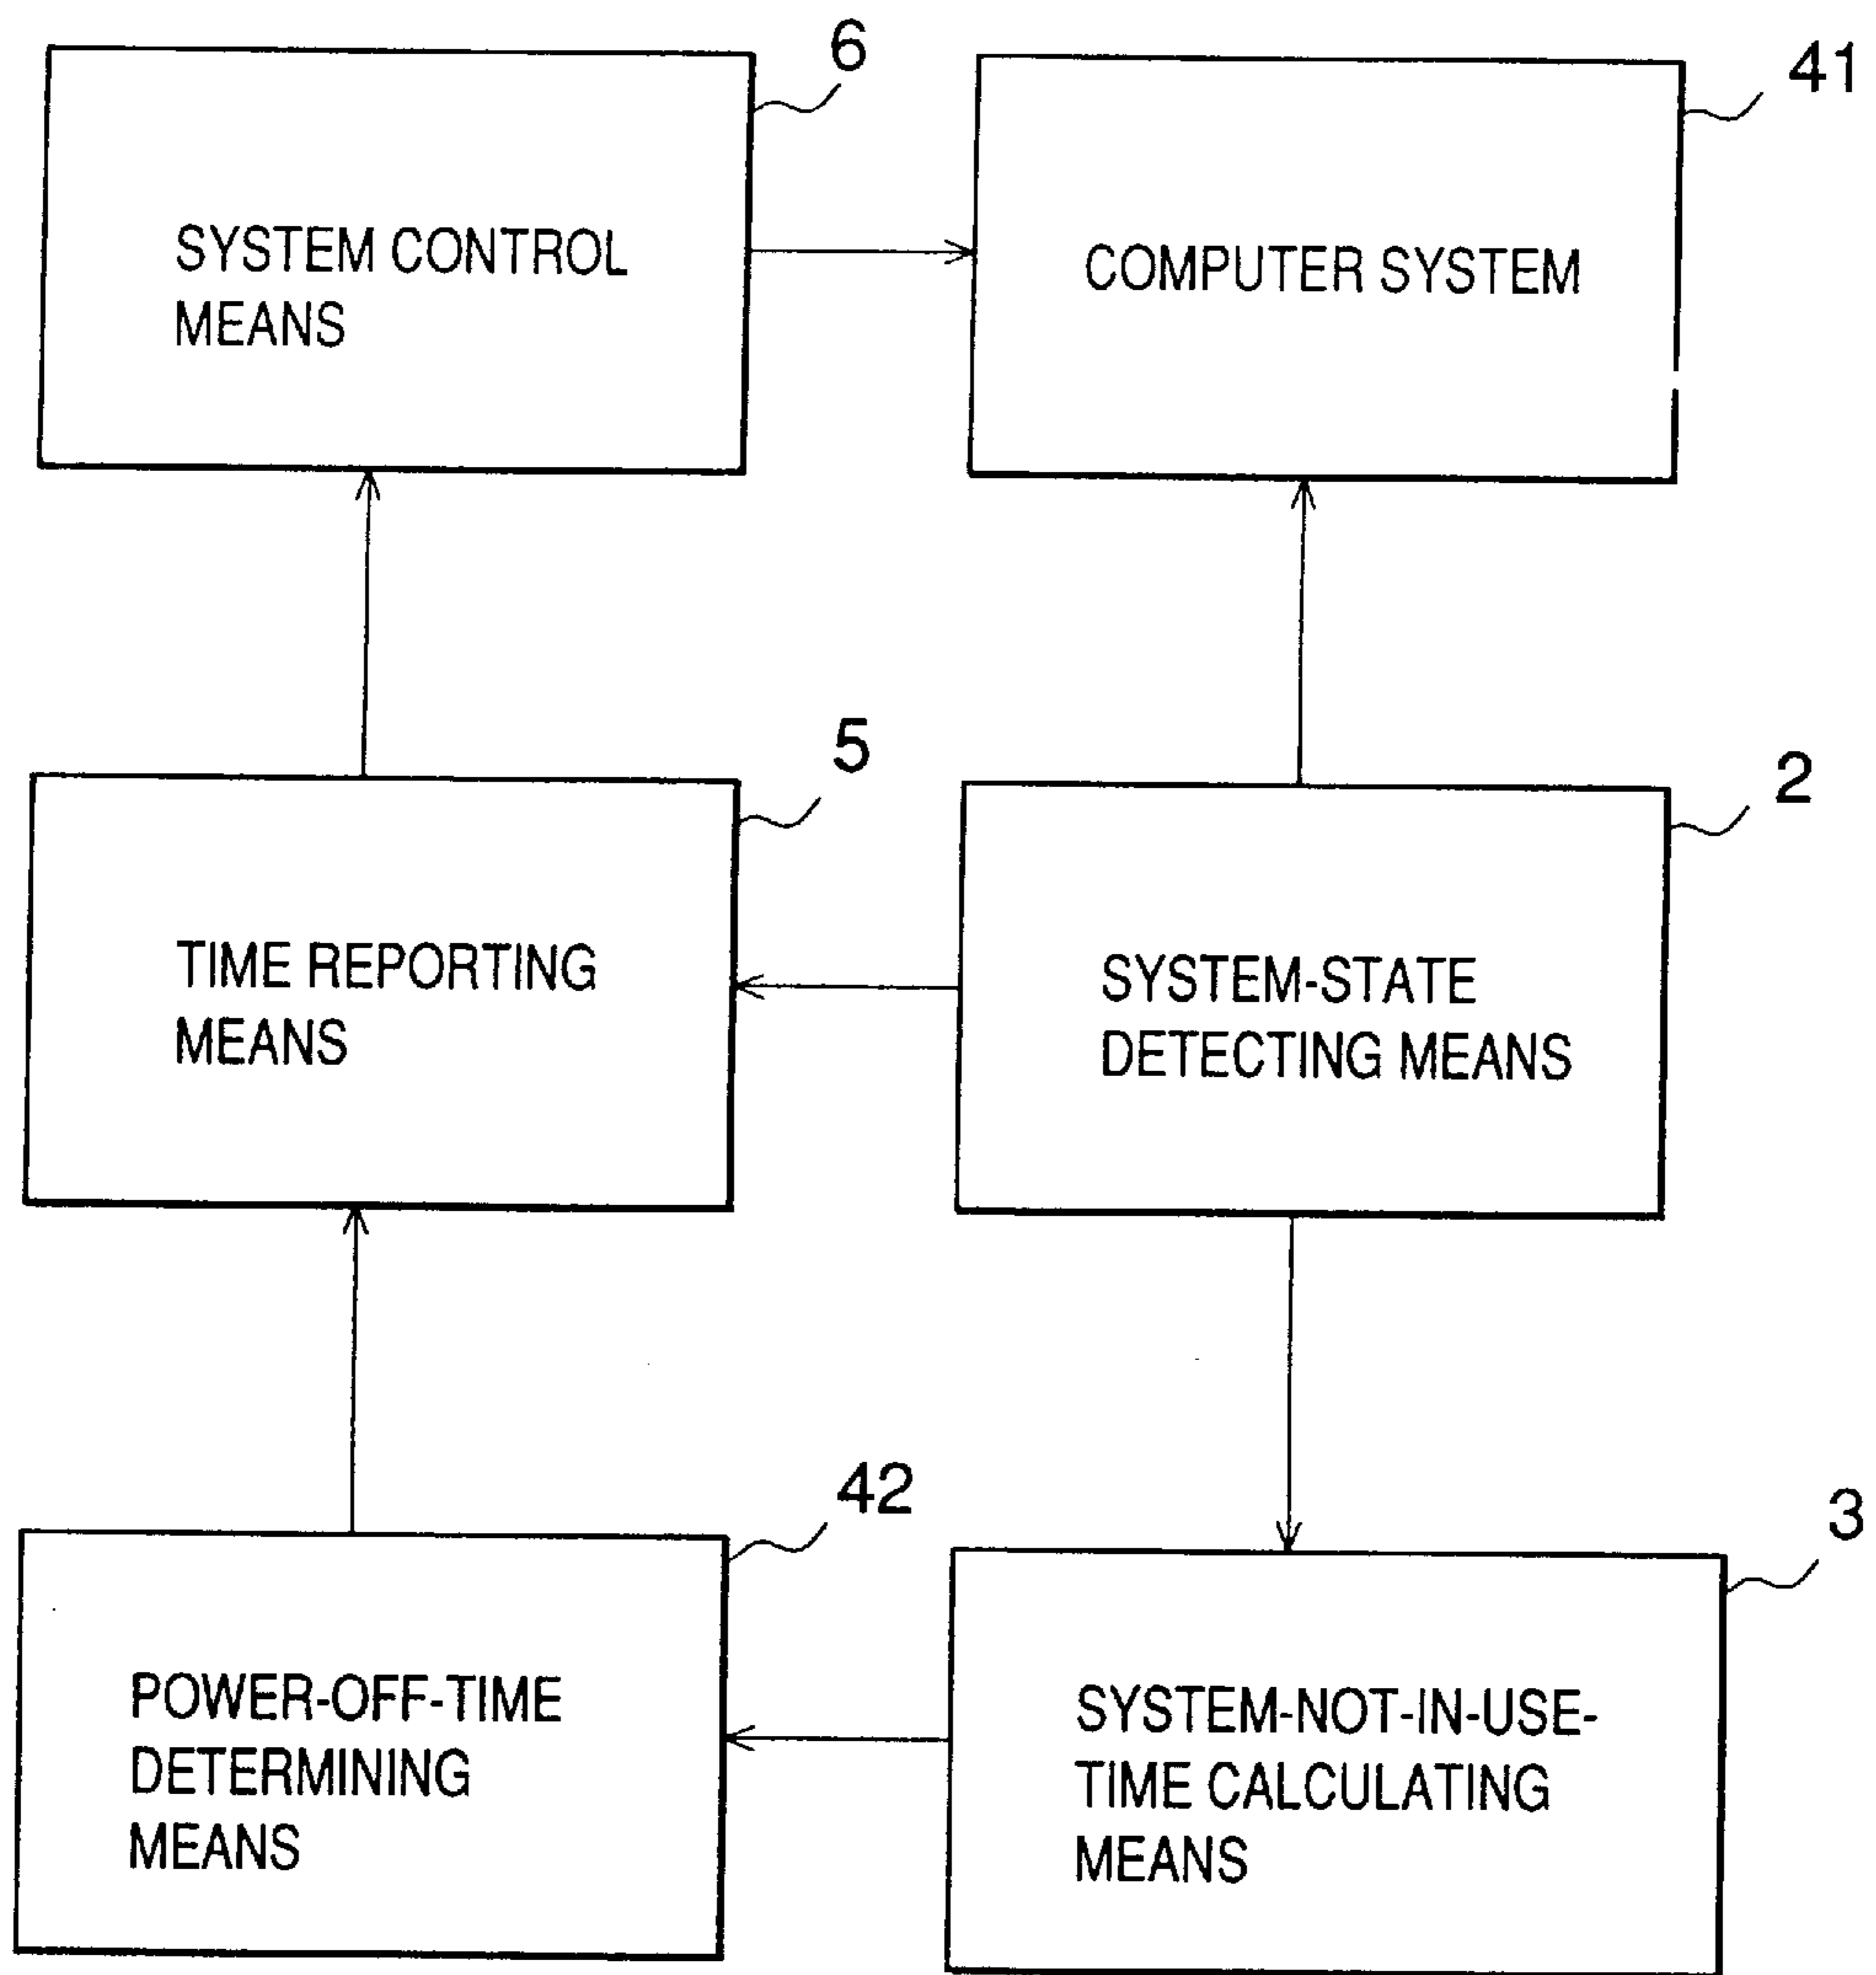 6
41
SYSTEM CONTROL
MEANS
COMPUTER SYSTEM
5
2
TIME REPORTING
MEANS
SYSTEM-STATE
DETECTING MEANS
42
3
POWER-OFF-TIME
DETERMINING
MEANS
SYSTEM-NOT-IN-USE-
TIME CALCULATING
MEANS